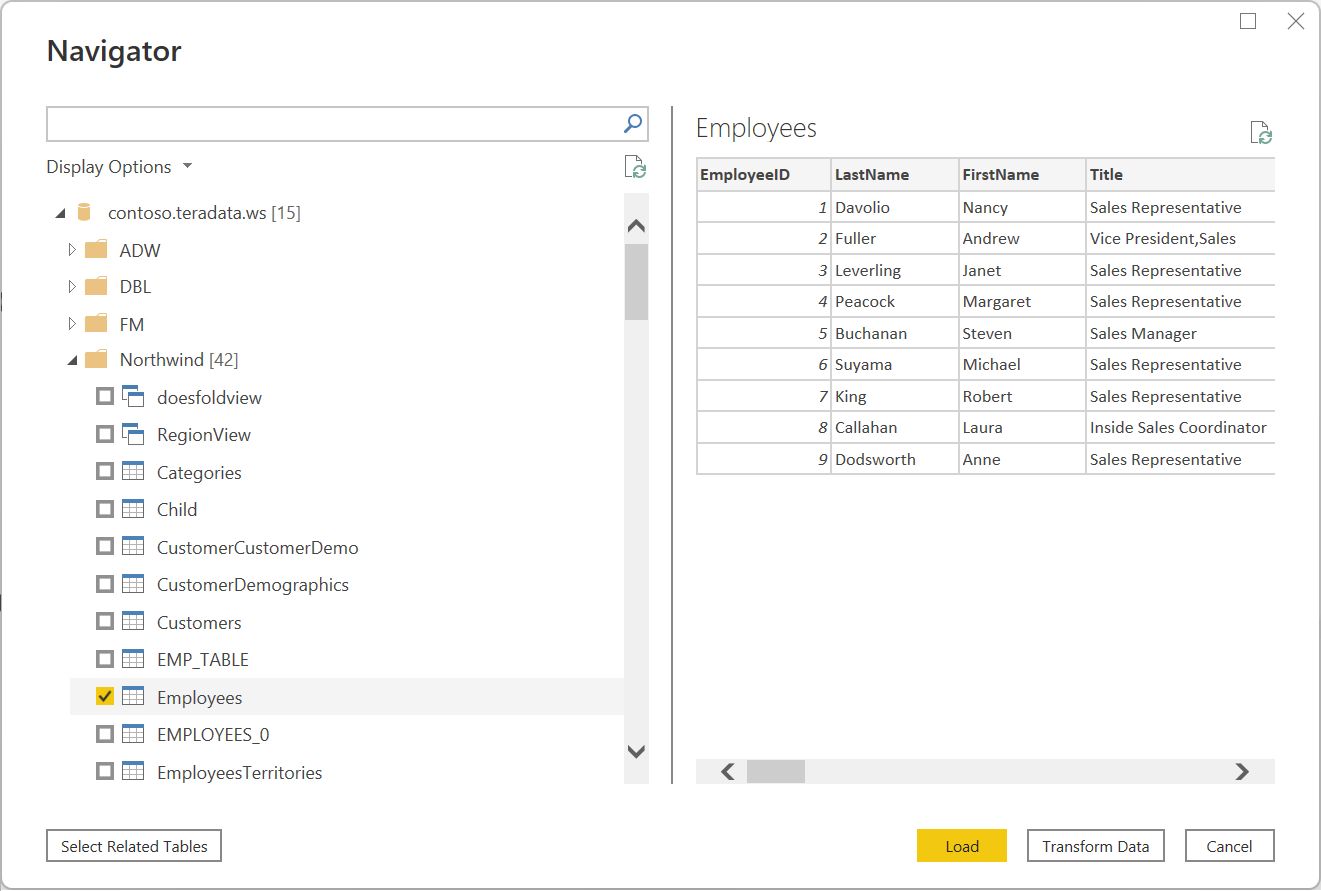 Navigator
Display Options
contoso.teradata.ws [15]
ADW
DBL
FM
Northwind [42]
doesfoldview
RegionView
Categories
Child
CustomerCustomerDemo
CustomerDemographics
Customers
EMP_TABLE
Employees
EMPLOYEES_0
EmployeesTerritories
Employees
EmployeeID LastName FirstName Title
1 Davolio Nancy Sales Representative
2 Fuller Andrew Vice President,Sales
3 Leverling Janet Sales Representative
4 Peacock Margaret Sales Representative
5 Buchanan Steven Sales Manager
6 Suyama Michael Sales Representative
7 King Robert Sales Representative
8 Callahan Laura Inside Sales Coordinator
9 Dodsworth Anne Sales Representative
Select Related Tables
Load
Transform Data
Cancel